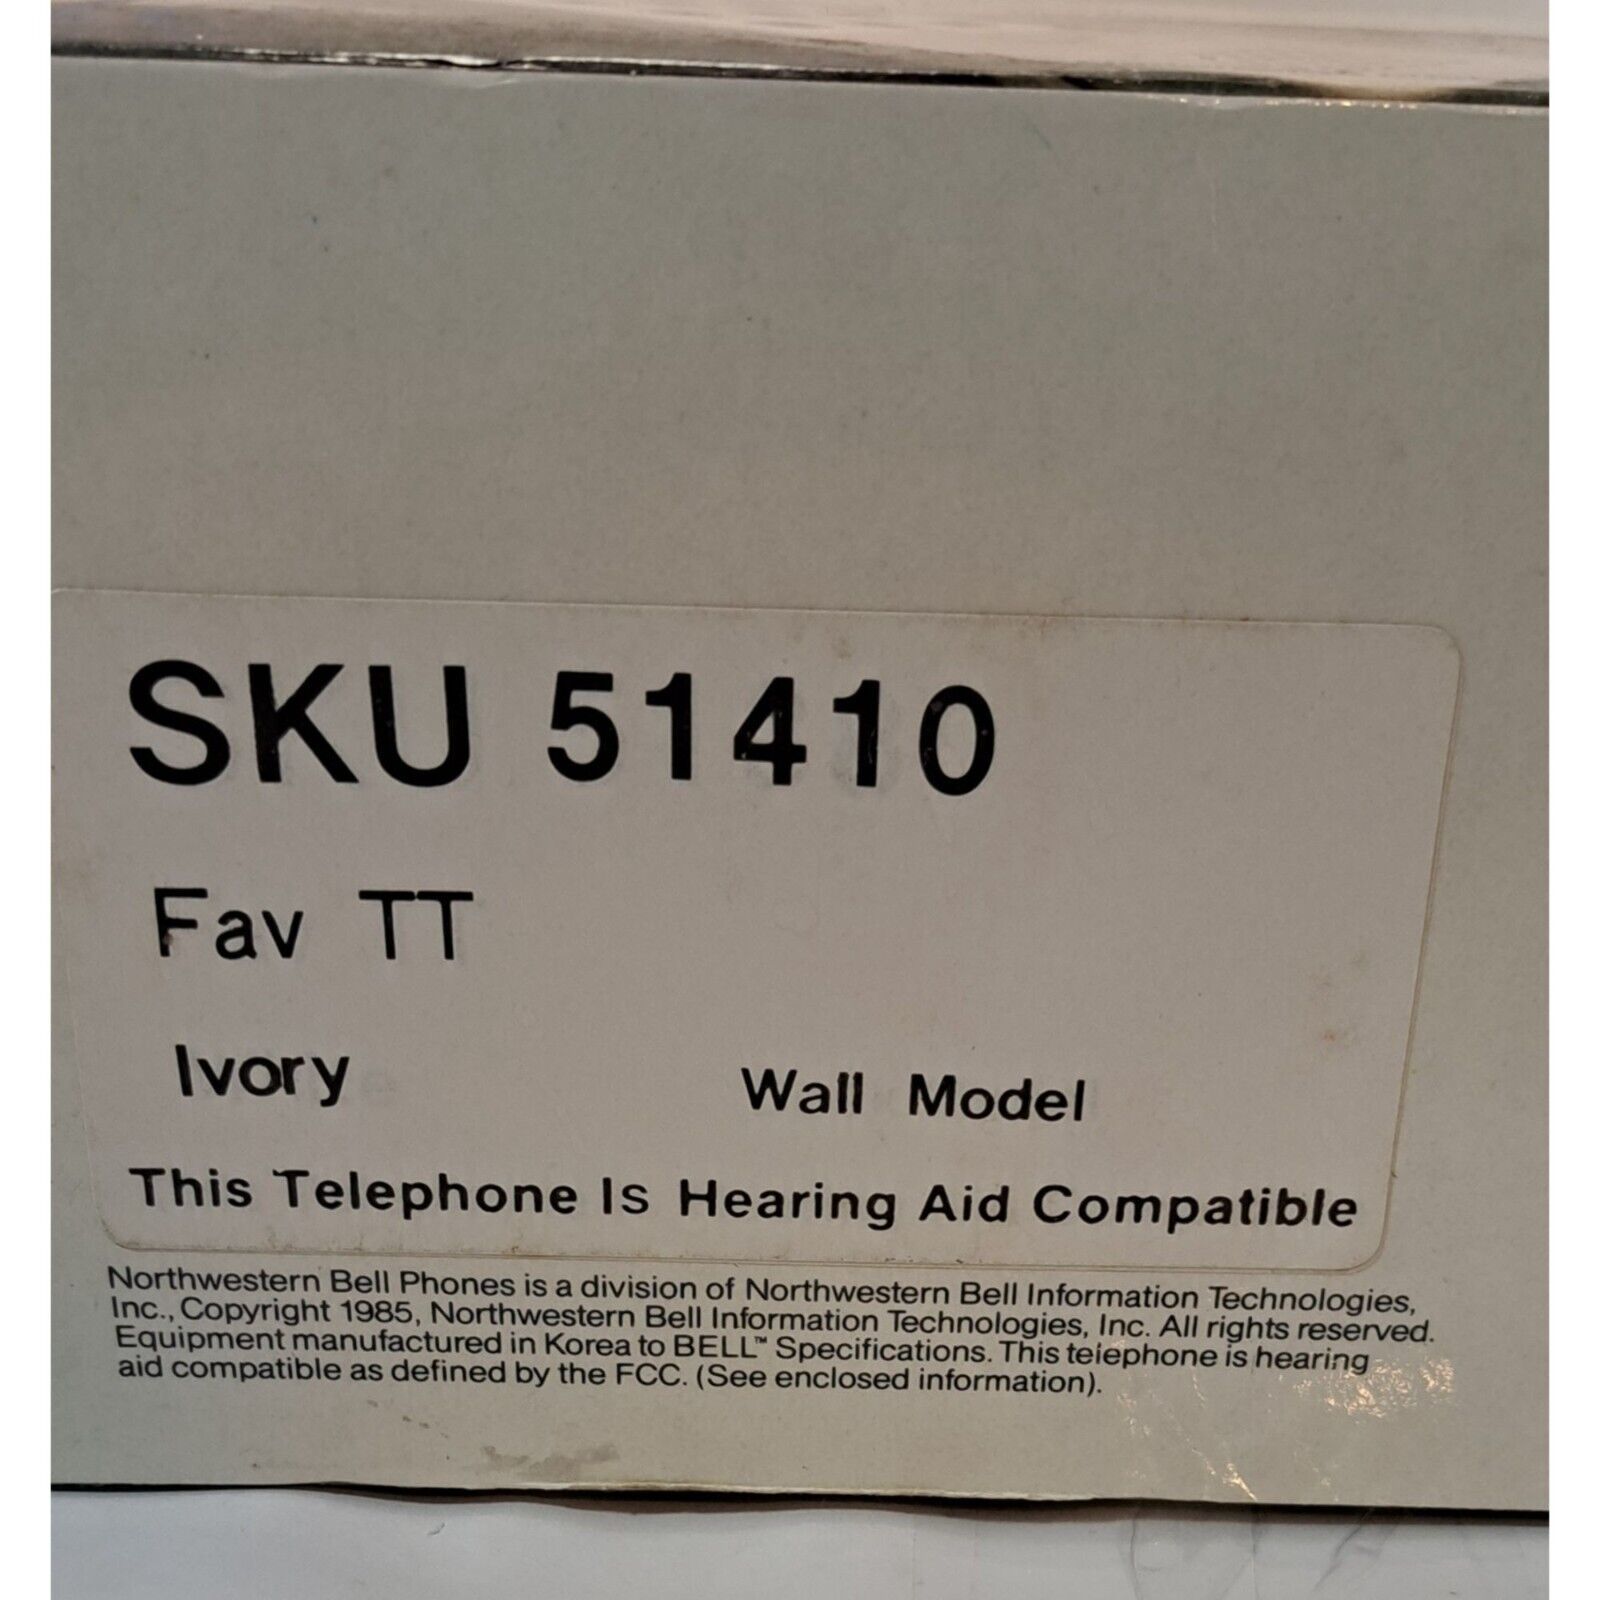 SKU 51410
Fav TT
Ivory Wall Model
This Telephone Is Hearing Aid Compatible
Northwestern Bell Phones is a division of Northwestern Bell Information Technologies,
Inc., Copyright 1985, Northwestern Bell Information Technologies, Inc. All rights reserved.
Equipment manufactured in Korea to BELL™ Specifications. This telephone is hearing
aid compatible as defined by the FCC. (See enclosed information).